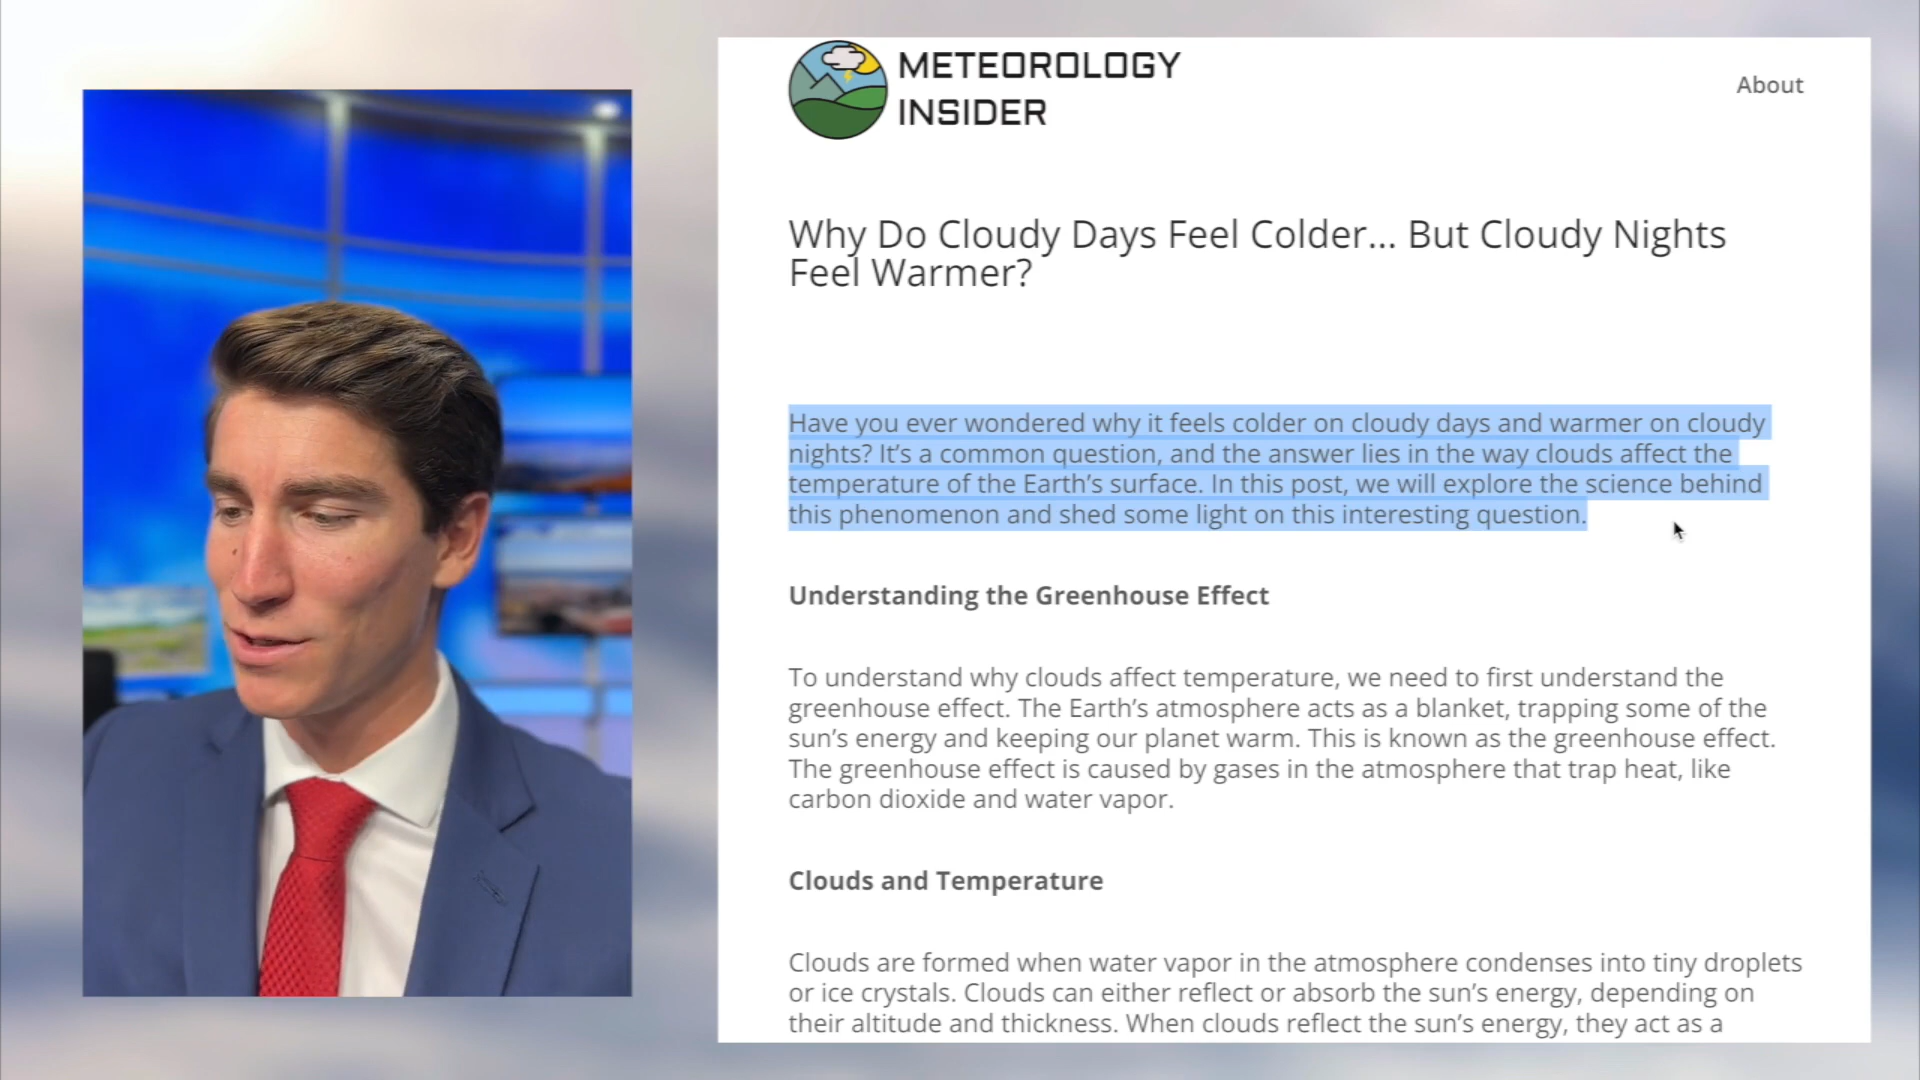 METEOROLOGY
INSIDER
About
Why Do Cloudy Days Feel Colder... But Cloudy Nights
Feel Warmer?
Have you ever wondered why it feels colder on cloudy days and warmer on cloudy
nights? It’s a common question, and the answer lies in the way clouds affect the
temperature of the Earth’s surface. In this post, we will explore the science behind
this phenomenon and shed some light on this interesting question.
Understanding the Greenhouse Effect
To understand why clouds affect temperature, we need to first understand the
greenhouse effect. The Earth’s atmosphere acts as a blanket, trapping some of the
sun’s energy and keeping our planet warm. This is known as the greenhouse effect.
The greenhouse effect is caused by gases in the atmosphere that trap heat, like
carbon dioxide and water vapor.
Clouds and Temperature
Clouds are formed when water vapor in the atmosphere condenses into tiny droplets
or ice crystals. Clouds can either reflect or absorb the sun’s energy, depending on
their altitude and thickness. When clouds reflect the sun’s energy, they act as a